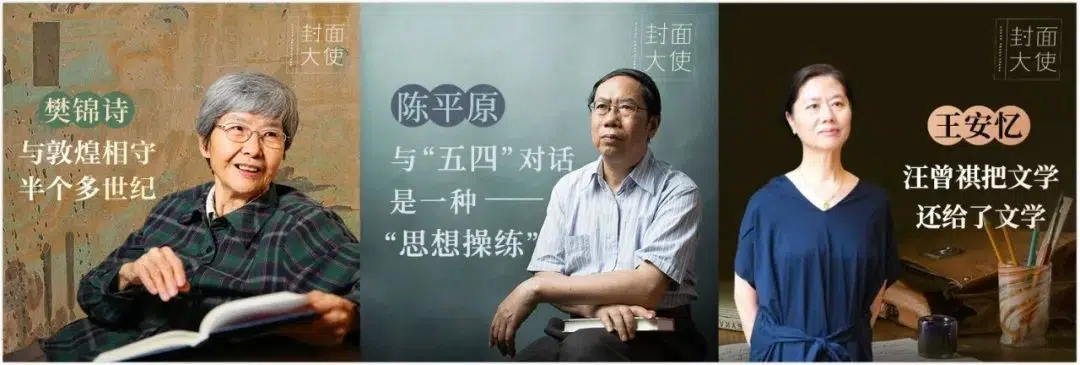 封面
大使
樊锦诗
与敦煌相守
半个多世纪
封面
大使
陈平原
与“五四”对话
是一种——
“思想操练”
封面
大使
王安忆
汪曾祺把文学
还给了文学